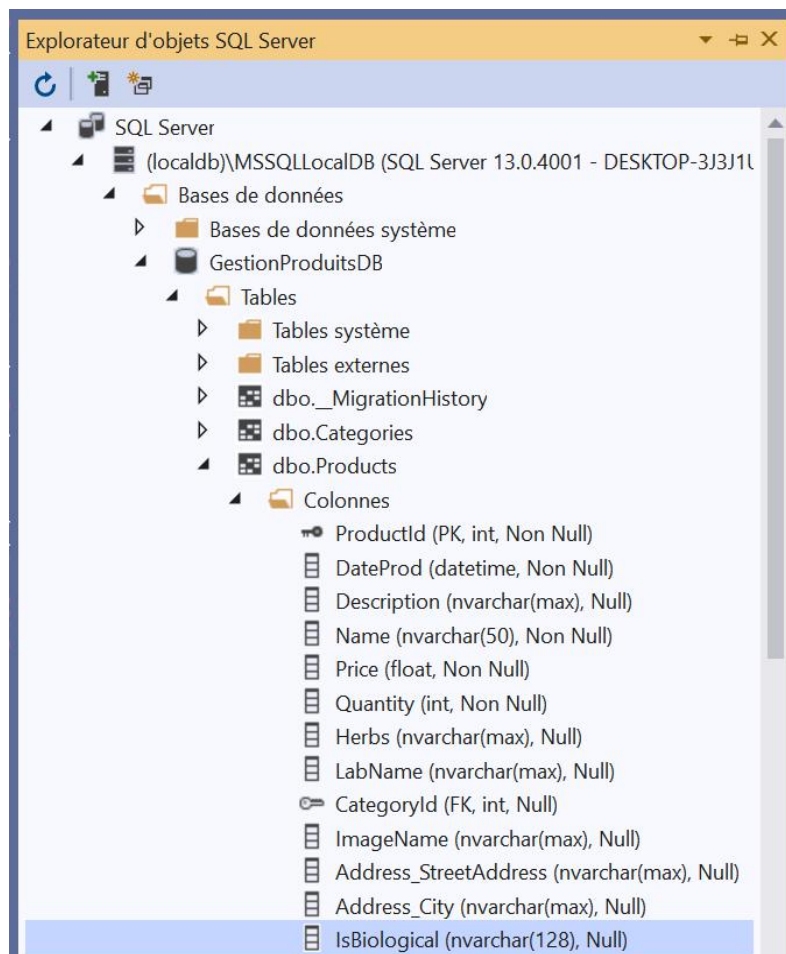 Explorateur d'objets SQL Server
SQL Server
(localdb)\MSSQLLocalDB (SQL Server 13.0.4001 - DESKTOP-3J3J1U
Bases de données
Bases de données système
GestionProduitsDB
Tables
Tables système
Tables externes
dbo.__MigrationHistory
dbo.Categories
dbo.Products
Colonnes
ProductId (PK, int, Non Null)
DateProd (datetime, Non Null)
Description (nvarchar(max), Null)
Name (nvarchar(50), Non Null)
Price (float, Non Null)
Quantity (int, Non Null)
Herbs (nvarchar(max), Null)
LabName (nvarchar(max), Null)
CategoryId (FK, int, Null)
ImageName (nvarchar(max), Null)
Address_StreetAddress (nvarchar(max), Null)
Address_City (nvarchar(max), Null)
IsBiological (nvarchar(128), Null)